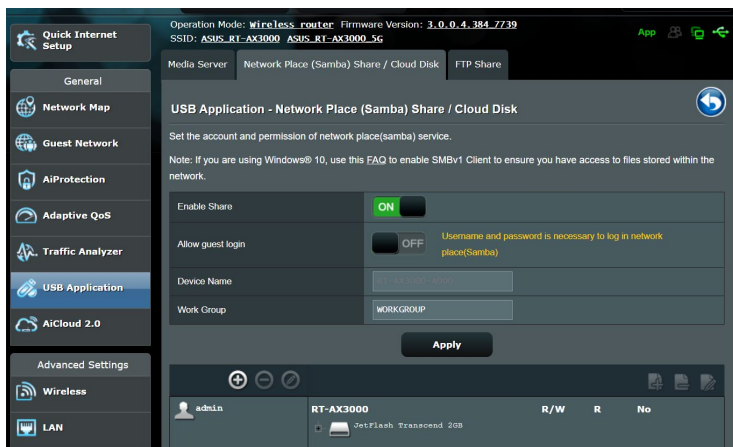 Operation Mode: Wireless router Firmware Version: 3.0.0.4.384_7739
SSID: ASUS_RT-AX3000 ASUS_RT-AX3000_5G
App
Quick Internet
Setup
General
Network Map
Guest Network
AiProtection
Adaptive QoS
Traffic Analyzer
USB Application
AiCloud 2.0
Advanced Settings
Wireless
LAN
Media Server
Network Place (Samba) Share / Cloud Disk
FTP Share
USB Application - Network Place (Samba) Share / Cloud Disk
Set the account and permission of network place(samba) service.
Note: If you are using Windows® 10, use this FAQ to enable SMBv1 Client to ensure you have access to files stored within the
network.
Enable Share
ON
Allow guest login
OFF
Username and password is necessary to log in network
place(Samba)
Device Name
Work Group
WORKGROUP
Apply
admin
RT-AX3000
R/W
R
No
JetFlash Transcend 2GB